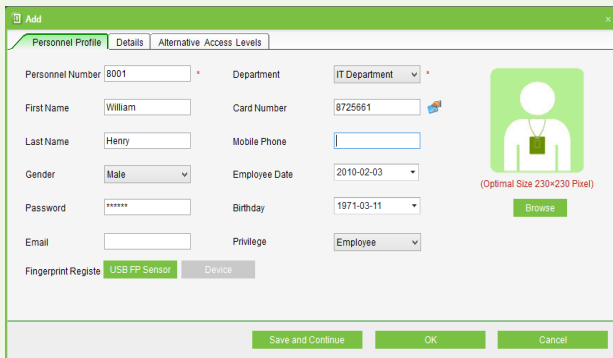 Add ×
Personnel Profile Details Alternative Access Levels
Personnel Number 8001 * Department IT Department *
First Name William Card Number 8725661
Last Name Henry Mobile Phone
Gender Male Employee Date 2010-02-03
(Optimal Size 230×230 Pixel)
Password ****** Birthday 1971-03-11 Browse
Email Privilege Employee
Fingerprint Registe USB FP Sensor Device
Save and Continue OK Cancel